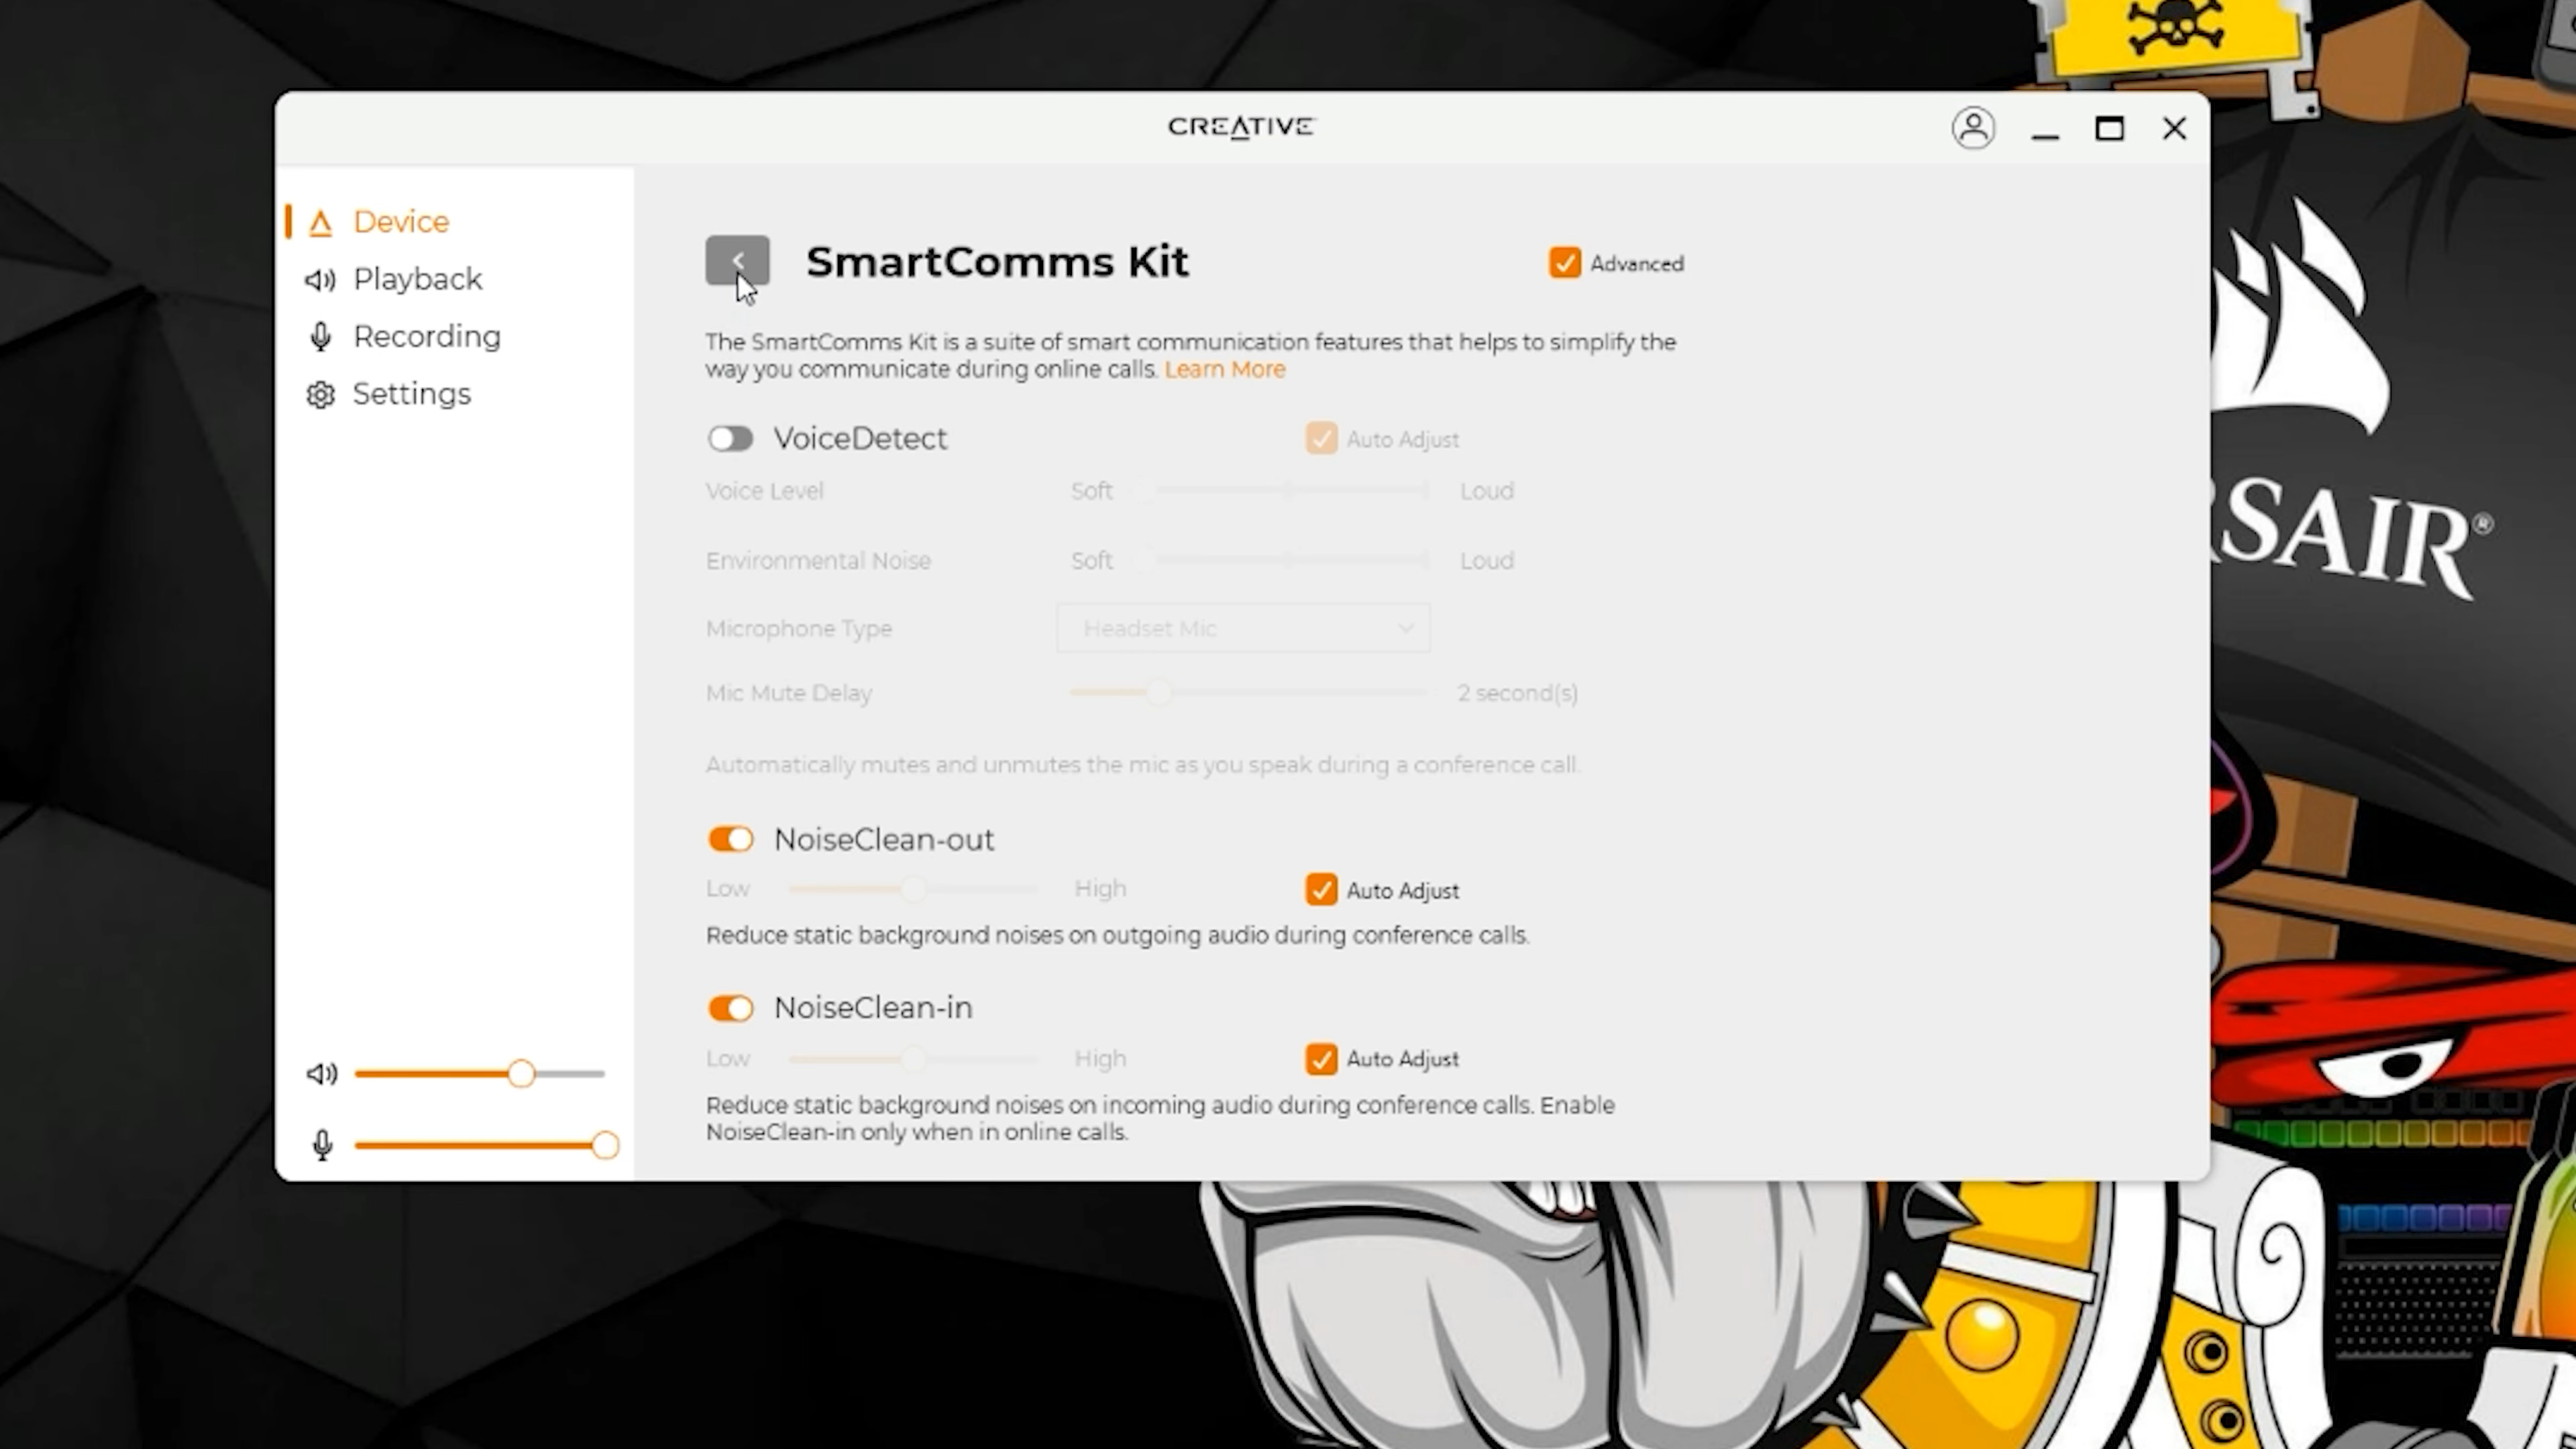 CREATIVE
Device
Playback
Recording
Settings
SmartComms Kit
Advanced
The SmartComms Kit is a suite of smart communication features that helps to simplify the
way you communicate during online calls. Learn More
VoiceDetect
Auto Adjust
Voice Level
Soft
Loud
Environmental Noise
Soft
Loud
Microphone Type
Headset Mic
Mic Mute Delay
2 second(s)
Automatically mutes and unmutes the mic as you speak during a conference call.
NoiseClean-out
Low
High
Auto Adjust
Reduce static background noises on outgoing audio during conference calls.
NoiseClean-in
Low
High
Auto Adjust
Reduce static background noises on incoming audio during conference calls. Enable
NoiseClean-in only when in online calls.
RSAIR®